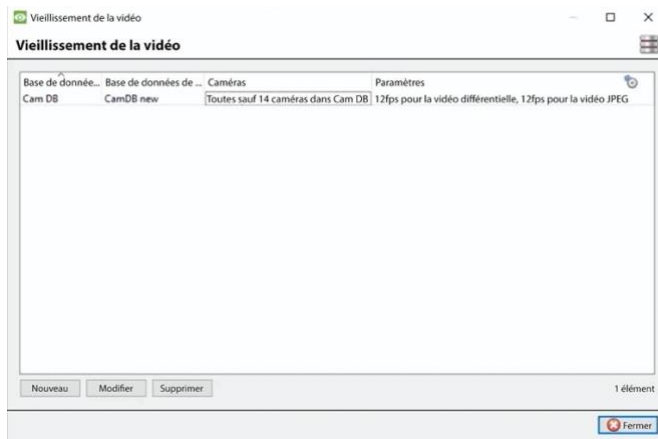 Vieillissement de la vidéo
Vieillissement de la vidéo
Base de donnée... Base de données de ... Caméras Paramètres
Cam DB CamDB new Toutes sauf 14 caméras dans Cam DB 12fps pour la vidéo différentielle, 12fps pour la vidéo JPEG
Nouveau Modifier Supprimer 1 élément
Fermer